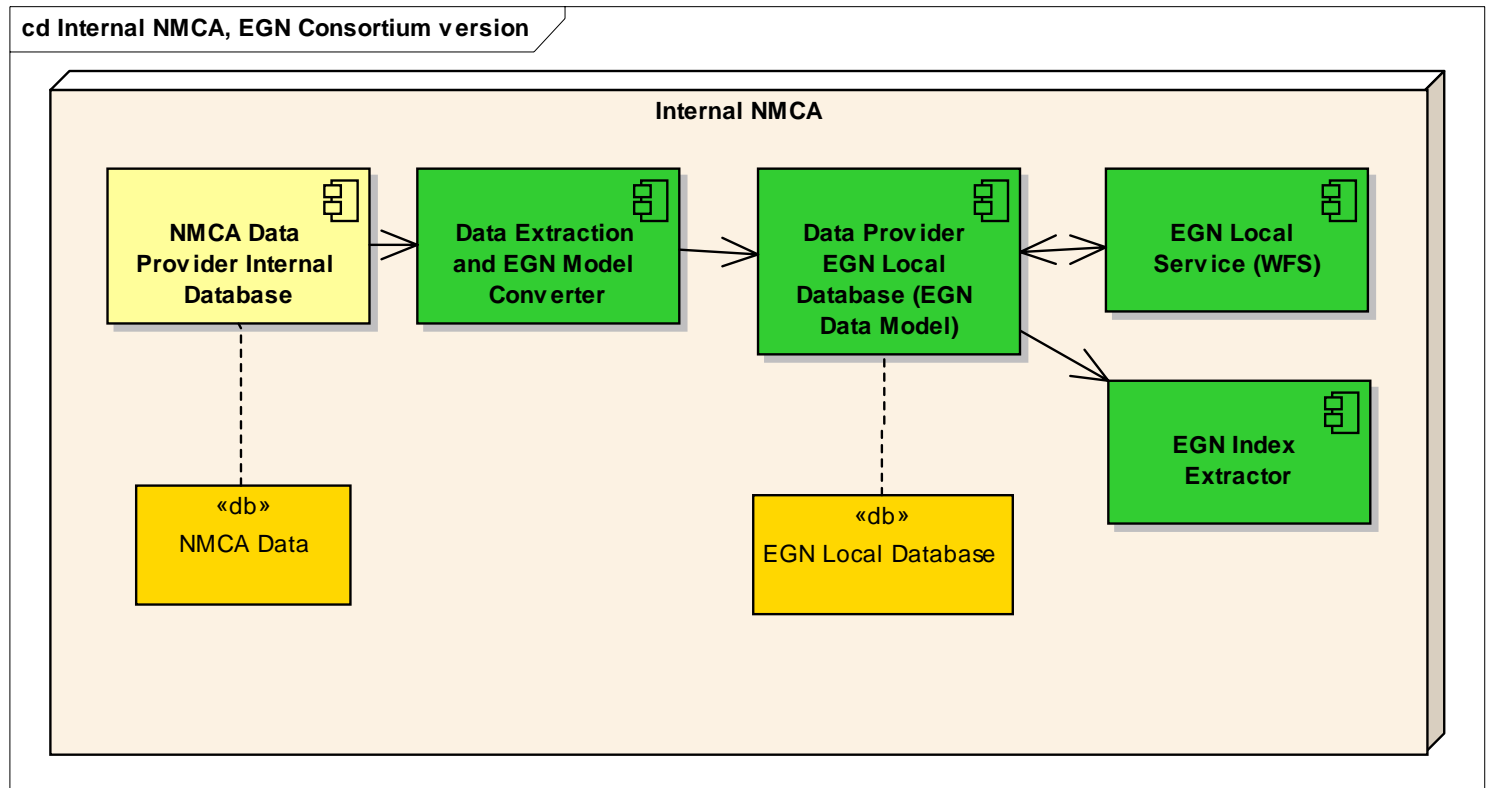 cd Internal NMCA, EGN Consortium version
Internal NMCA
NMCA Data
Provider Internal
Database
Data Extraction
and EGN Model
Converter
Data Provider
EGN Local
Database (EGN
Data Model)
EGN Local
Service (WFS)
EGN Index
Extractor
«db»
NMCA Data
«db»
EGN Local Database